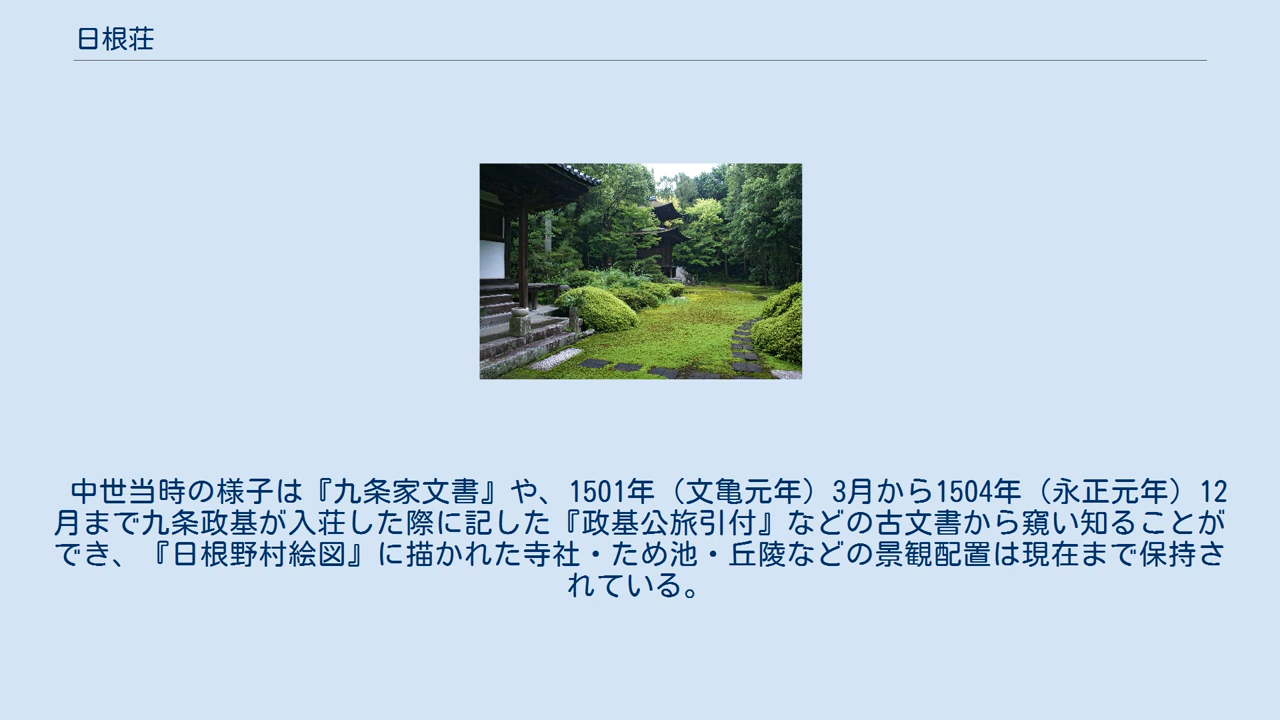 日根荘
中世当時の様子は『九条家文書』や、1501年（文亀元年）3月から1504年（永正元年）12
月まで九条政基が入荘した際に記した『政基公旅引付』などの古文書から窺い知ることが
でき、『日根野村絵図』に描かれた寺社・ため池・丘陵などの景観配置は現在まで保持さ
れている。